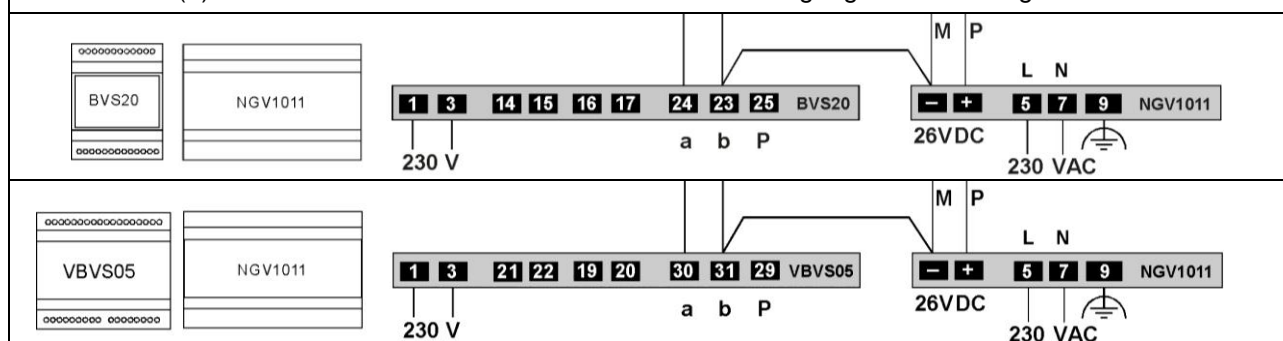 M P
L N
BVS20 NGV1011 1 3 14 15 16 17 24 23 25 BVS20 − + 5 7 9 NGV1011
a b P 26VDC
230 V 230 VAC
M P
L N
VBVS05 NGV1011 1 3 21 22 19 20 30 31 29 VBVS05 − + 5 7 9 NGV1011
a b P 26VDC
230 V 230 VAC